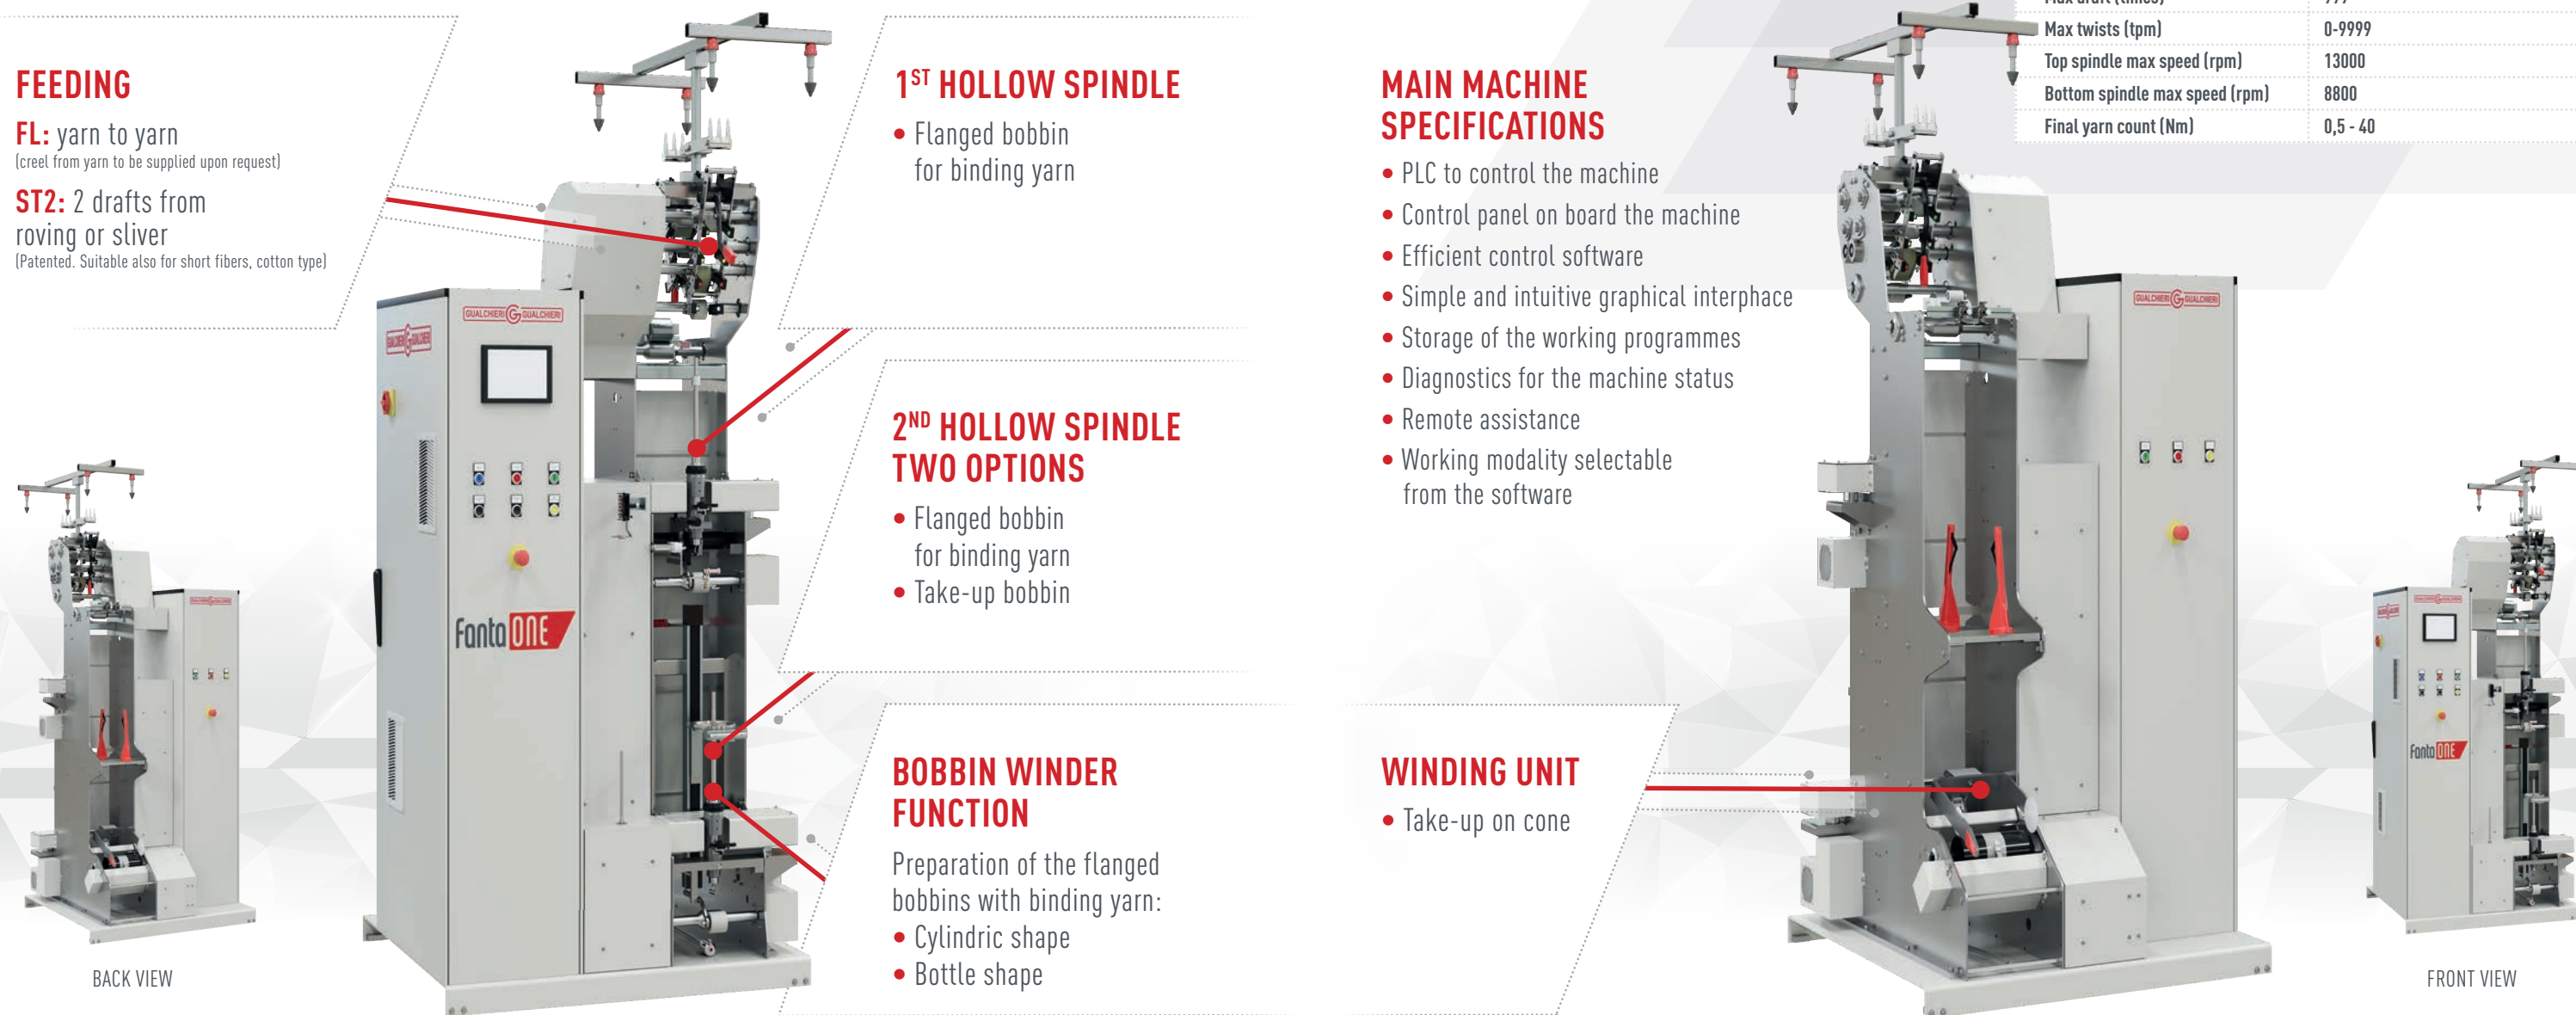 FEEDING
FL: yarn to yarn
(creel from yarn to be supplied upon request)
ST2: 2 drafts from
roving or sliver
(Patented. Suitable also for short fibers, cotton type)
BACK VIEW
GUALCHIERI G GUALCHIERI
GUALCHIERI G GUALCHIERI
Fanta ONE
1ST HOLLOW SPINDLE
• Flanged bobbin
for binding yarn
2ND HOLLOW SPINDLE
TWO OPTIONS
• Flanged bobbin
for binding yarn
• Take-up bobbin
BOBBIN WINDER
FUNCTION
Preparation of the flanged
bobbins with binding yarn:
• Cylindric shape
• Bottle shape
MAIN MACHINE
SPECIFICATIONS
• PLC to control the machine
• Control panel on board the machine
• Efficient control software
• Simple and intuitive graphical interphace
• Storage of the working programmes
• Diagnostics for the machine status
• Remote assistance
• Working modality selectable
from the software
WINDING UNIT
• Take-up on cone
Max twists (tpm) 0-9999
Top spindle max speed (rpm) 13000
Bottom spindle max speed (rpm) 8800
Final yarn count (Nm) 0,5 - 40
GUALCHIERI G GUALCHIERI
Fanta ONE
FRONT VIEW